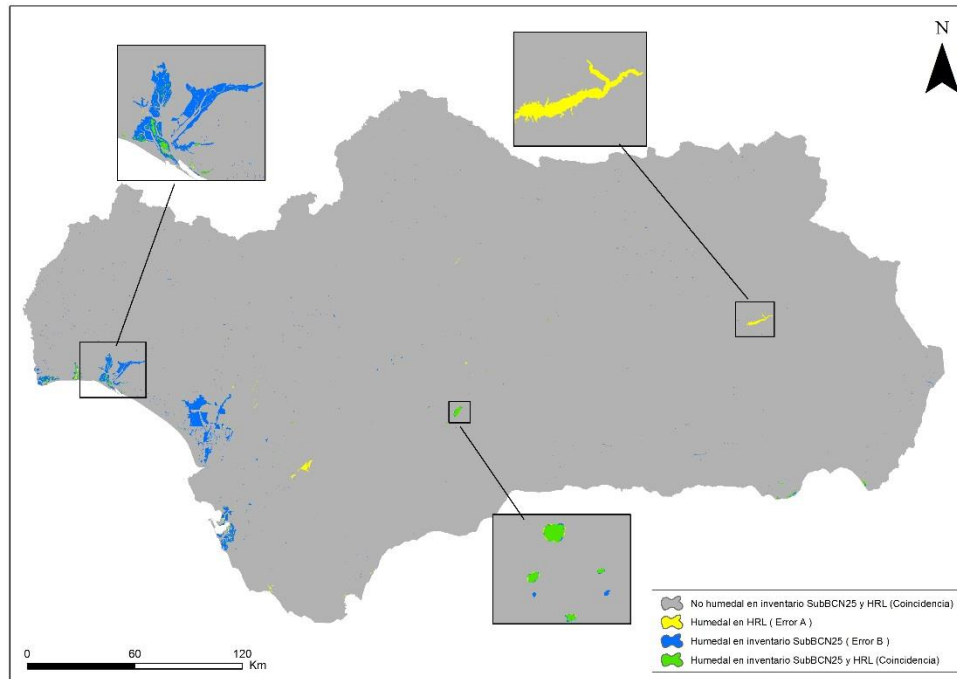 N
No humedal en inventario SubBCN25 y HRL (Coincidencia)
Humedal en HRL ( Error A )
Humedal en inventario SubBCN25 ( Error B )
Humedal en inventario SubBCN25 y HRL (Coincidencia)
0 60 120
Km